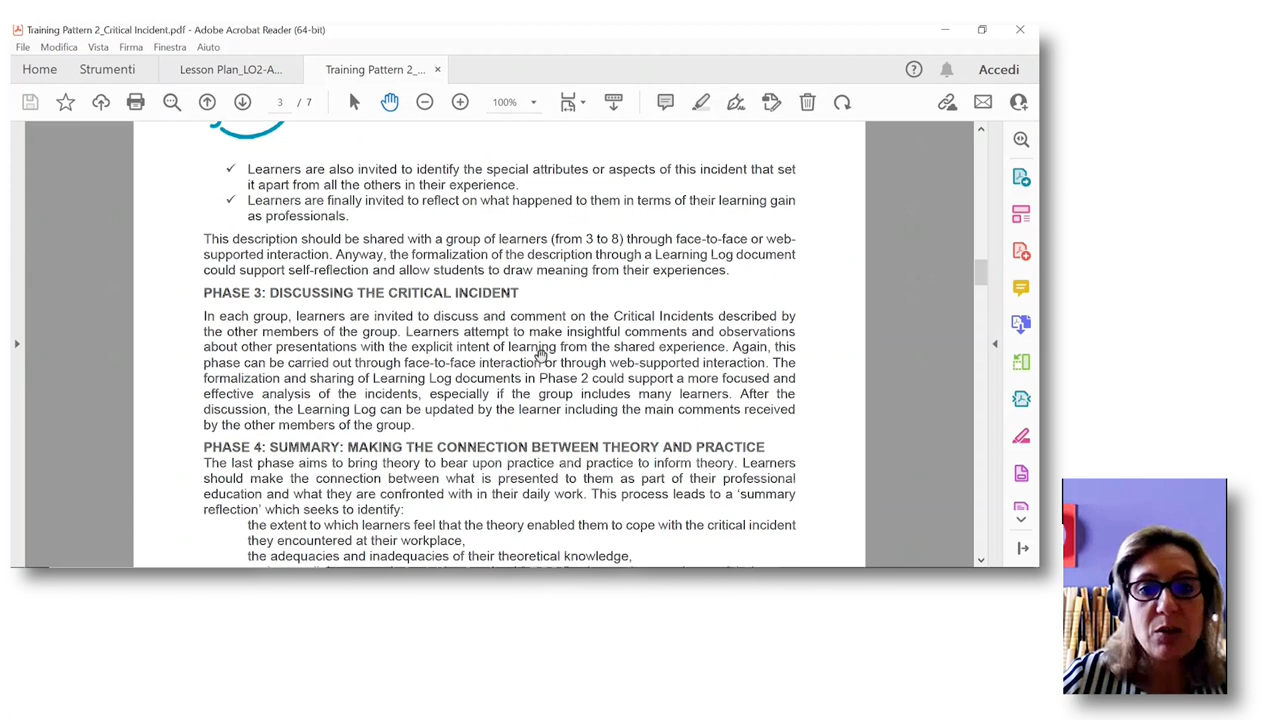 Training Pattern 2_Critical Incident.pdf - Adobe Acrobat Reader (64-bit)
File Modifica Vista Firma Finestra Aiuto
Home Strumenti Lesson Plan_LO2-A... Training Pattern 2_... ×
Accedi
3 / 7 100%
✓ Learners are also invited to identify the special attributes or aspects of this incident that set
it apart from all the others in their experience.
✓ Learners are finally invited to reflect on what happened to them in terms of their learning gain
as professionals.
This description should be shared with a group of learners (from 3 to 8) through face-to-face or web-
supported interaction. Anyway, the formalization of the description through a Learning Log document
could support self-reflection and allow students to draw meaning from their experiences.
PHASE 3: DISCUSSING THE CRITICAL INCIDENT
In each group, learners are invited to discuss and comment on the Critical Incidents described by
the other members of the group. Learners attempt to make insightful comments and observations
about other presentations with the explicit intent of learning from the shared experience. Again, this
phase can be carried out through face-to-face interaction or through web-supported interaction. The
formalization and sharing of Learning Log documents in Phase 2 could support a more focused and
effective analysis of the incidents, especially if the group includes many learners. After the
discussion, the Learning Log can be updated by the learner including the main comments received
by the other members of the group.
PHASE 4: SUMMARY: MAKING THE CONNECTION BETWEEN THEORY AND PRACTICE
The last phase aims to bring theory to bear upon practice and practice to inform theory. Learners
should make the connection between what is presented to them as part of their professional
education and what they are confronted with in their daily work. This process leads to a ‘summary
reflection’ which seeks to identify:
the extent to which learners feel that the theory enabled them to cope with the critical incident
they encountered at their workplace,
the adequacies and inadequacies of their theoretical knowledge,